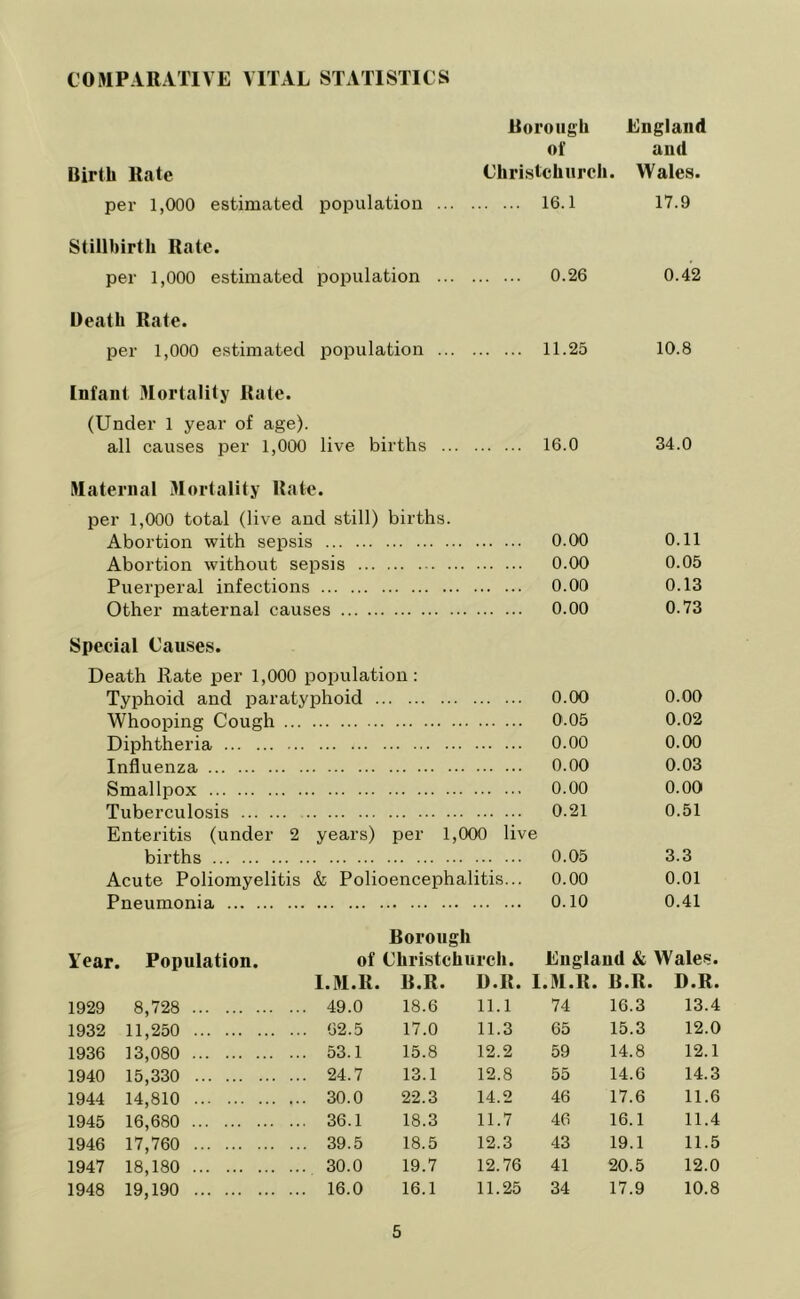 COMPARATIVE VITAL STATISTICS
Borough England
of and
Birth Rate Christchurch. Wales.
per 1,000 estimated population ... ... ... 16.1 17.9
Stillbirth Rate.
per 1,000 estimated population ... ... ... 0.26 0.42
Death Rate.
per 1,000 estimated population ... ... ... 11.25 10.8
Infant Mortality Rate.
(Under 1 year of age).
all causes per 1,000 live births ... ... ... 16.0 34.0
Maternal Mortality Rate.
per 1,000 total (live and still) births.
Abortion with sepsis ... ... ... ... ... ... ... 0.00 0.11
Abortion without sepsis ... ... ... ... ... ... 0.00 0.05
Puerperal infections ... ... ... ... ... ... ... 0.00 0.13
Other maternal causes ... ... ... ... ... ... ... 0.00 0.73
Special Causes.
Death Rate per 1,000 population:
Typhoid and paratyphoid ... ... ... ... ... 0.00 0.00
Whooping Cough ... ... ... ... ... ... ... ... 0.05 0.02
Diphtheria ... ... ... ... ... ... ... ... ... ... 0.00 0.00
Influenza ... ... ... ... ... ... ... ... ... ... 0.00 0.03
Smallpox ... ... ... ... ... ... ... ... ... ... 0.00 0.00
Tuberculosis ... ... ... ... ... ... ... ... ... 0.21 0.51
Enteritis (under 2 years) per 1,000 live
births ... ... ... ... ... ... ... ... ... ... 0.05 3.3
Acute Poliomyelitis & Polioencephalitis... 0.00 0.01
Pneumonia ... ... ... ... ... ... ... ... ... ... 0.10 0.41
Borough
Year. Population. of Christchurch. England & Wales.
I.M.R. B.R. D.R. I.M.R. B.R. D.R.
1929 8,728 ... ... ... ... 49.0 18.6 11.1 74 16.3 13.4
1932 11,250 ... ... ... ... 62.5 17.0 11.3 65 15.3 12.0
1936 13,080 ... ... ... ... 53.1 15.8 12.2 59 14.8 12.1
1940 15,330 ... ... ... ... 24.7 13.1 12.8 55 14.6 14.3
1944 14,810 ... ... ... ... 30.0 22.3 14.2 46 17.6 11.6
1945 16,680 ... ... ... ... 36.1 18.3 11.7 46 16.1 11.4
1946 17,760 ... ... ... ... 39.5 18.5 12.3 43 19.1 11.5
1947 18,180 ... ... ... ... 30.0 19.7 12.76 41 20.5 12.0
1948 19,190 ... ... ... ... 16.0 16.1 11.25 34 17.9 10.8
5